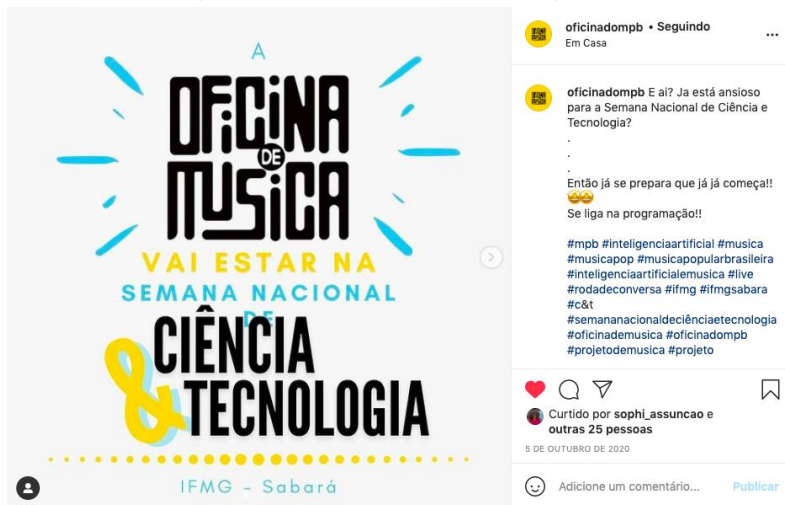 A
OFICINA
DE
MUSICA
VAI ESTAR NA
SEMANA NACIONAL
DE
CIÊNCIA
& TECNOLOGIA
IFMG - Sabará
oficinadompb • Seguindo
Em Casa
oficinadompb E ai? Ja está ansioso
para a Semana Nacional de Ciência e
Tecnologia?
.
.
.
Então já se prepara que já já começa!!
🤩🤩
Se liga na programação!!
#mpb #inteligenciaartificial #musica
#musicapop #musicapopularbrasileira
#inteligenciaartificialemusica #live
#rodadeconversa #ifmg #ifmgsabara
#c&t
#semananacionaldeciênciaetecnologia
#oficinademusica #oficinadompb
#projetodemusica #projeto
Curtido por sophi_assuncao e
outras 25 pessoas
5 DE OUTUBRO DE 2020
Adicione um comentário... Publicar